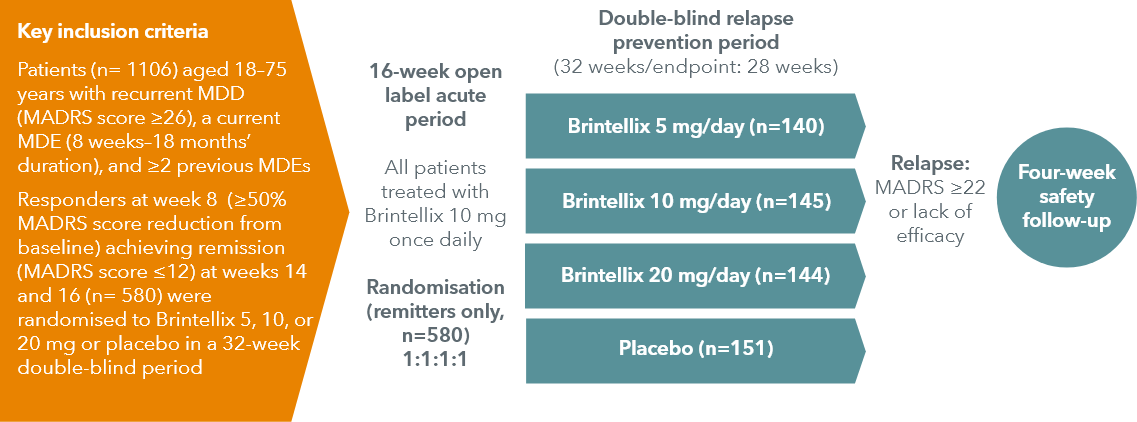 Key inclusion criteria
Patients (n= 1106) aged 18–75
years with recurrent MDD
(MADRS score ≥26), a current
MDE (8 weeks–18 months’
duration), and ≥2 previous MDEs
Responders at week 8  (≥50%
MADRS score reduction from
baseline) achieving remission
(MADRS score ≤12) at weeks 14
and 16 (n= 580) were
randomised to Brintellix 5, 10, or
20 mg or placebo in a 32-week
double-blind period
16-week open
label acute
period
All patients
treated with
Brintellix 10 mg
once daily
Randomisation
(remitters only,
n=580)
1:1:1:1
Double-blind relapse
prevention period
(32 weeks/endpoint: 28 weeks)
Brintellix 5 mg/day (n=140)
Brintellix 10 mg/day (n=145)
Brintellix 20 mg/day (n=144)
Placebo (n=151)
Relapse:
MADRS ≥22
or lack of
efficacy
Four-week
safety
follow-up